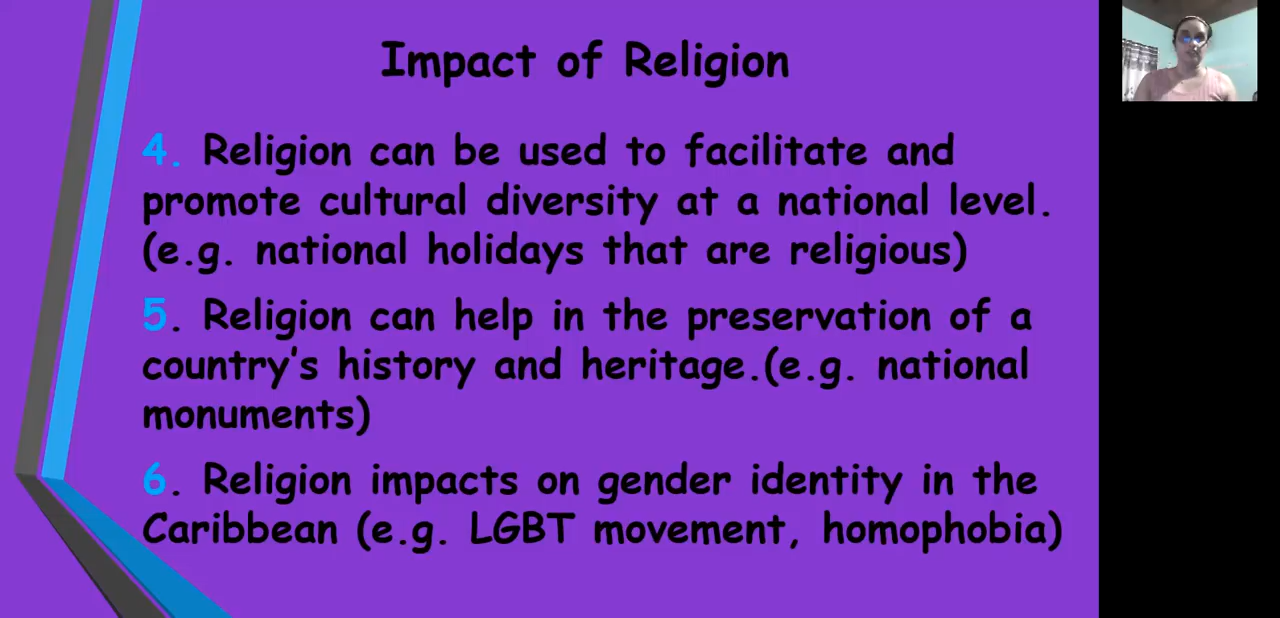 Impact of Religion
4. Religion can be used to facilitate and
promote cultural diversity at a national level.
(e.g. national holidays that are religious)
5. Religion can help in the preservation of a
country's history and heritage.(e.g. national
monuments)
6. Religion impacts on gender identity in the
Caribbean (e.g. LGBT movement, homophobia)